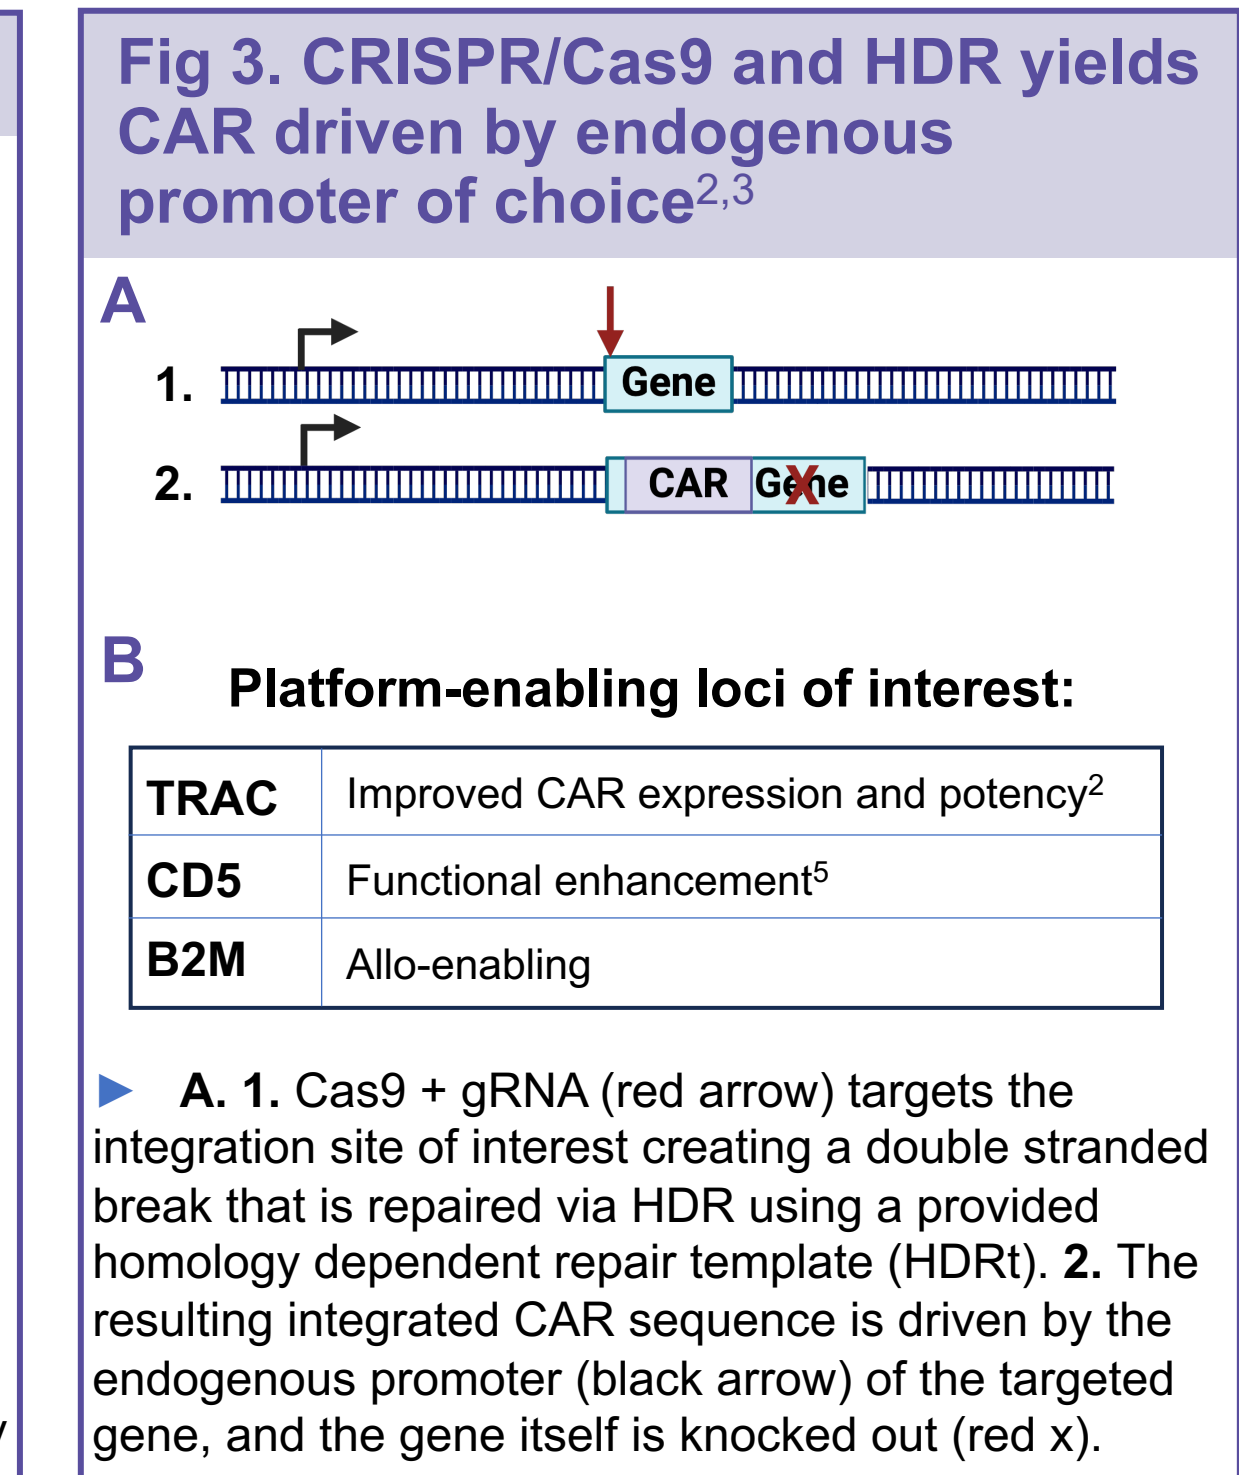 Fig 3. CRISPR/Cas9 and HDR yields
CAR driven by endogenous
promoter of choice2,3
A
1. Gene
2. CAR Gene
B
Platform-enabling loci of interest:
TRAC Improved CAR expression and potency2
CD5 Functional enhancement5
B2M Allo-enabling
► A. 1. Cas9 + gRNA (red arrow) targets the
integration site of interest creating a double stranded
break that is repaired via HDR using a provided
homology dependent repair template (HDRt). 2. The
resulting integrated CAR sequence is driven by the
endogenous promoter (black arrow) of the targeted
gene, and the gene itself is knocked out (red x).